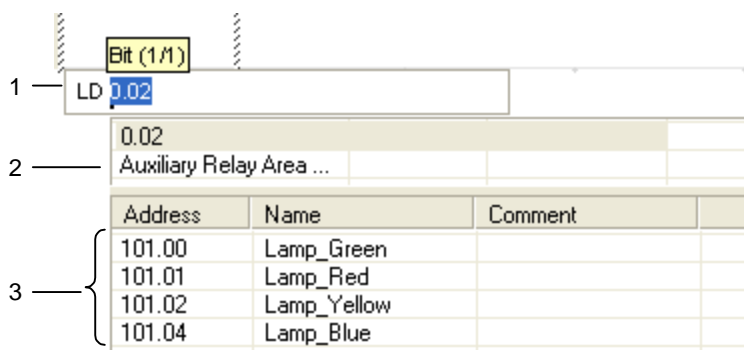 Bit (1/1)
1 LD 0.02
0.02
2 Auxiliary Relay Area ...
Address Name Comment
101.00 Lamp_Green
101.01 Lamp_Red
3
101.02 Lamp_Yellow
101.04 Lamp_Blue